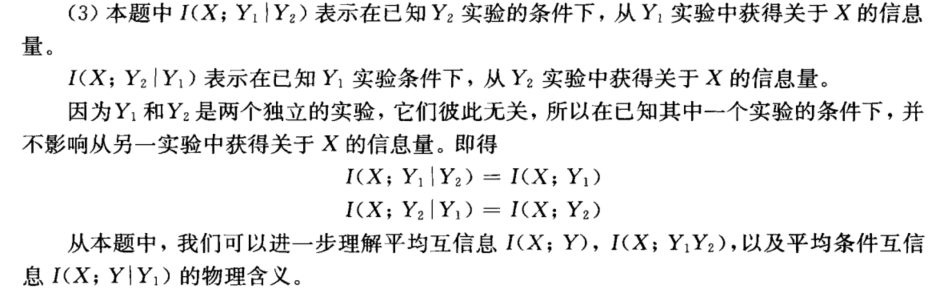 (3) 本题中 I(X; Y₁|Y₂) 表示在已知 Y₂ 实验的条件下，从 Y₁ 实验中获得关于 X 的信息
量。
I(X; Y₂|Y₁) 表示在已知 Y₁ 实验条件下，从 Y₂ 实验中获得关于 X 的信息量。
因为 Y₁ 和 Y₂ 是两个独立的实验，它们彼此无关，所以在已知其中一个实验的条件下，并
不影响从另一实验中获得关于 X 的信息量。即得
I(X; Y₁|Y₂) = I(X; Y₁)
I(X; Y₂|Y₁) = I(X; Y₂)
从本题中，我们可以进一步理解平均互信息 I(X; Y)，I(X; Y₁Y₂)，以及平均条件互信
息 I(X; Y|Y₁) 的物理含义。